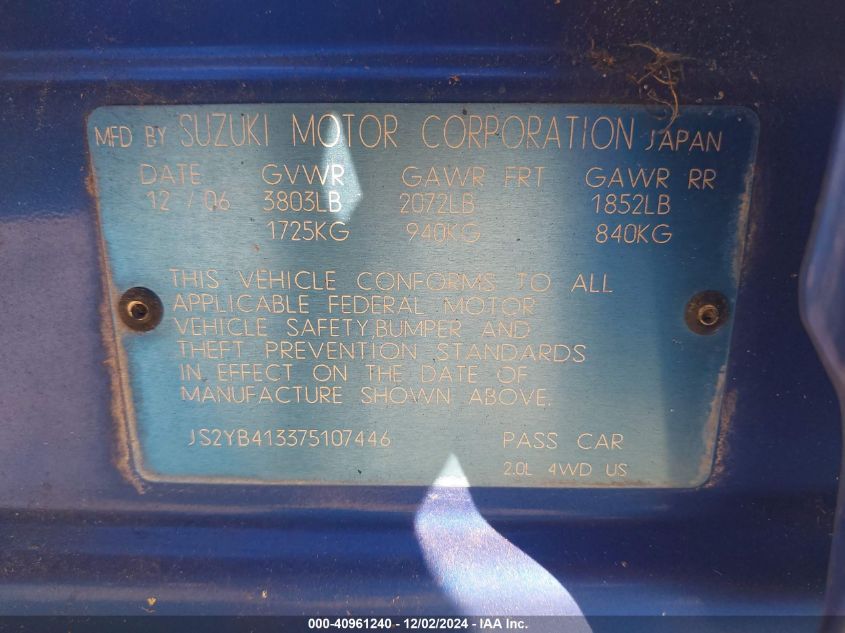 MFD BY SUZUKI MOTOR CORPORATION JAPAN
DATE GVWR GAWR FRT GAWR RR
12 / 06 3803LB 2072LB 1852LB
1725KG 940KG 840KG
THIS VEHICLE CONFORMS TO ALL
APPLICABLE FEDERAL MOTOR
VEHICLE SAFETY,BUMPER AND
THEFT PREVENTION STANDARDS
IN EFFECT ON THE DATE OF
MANUFACTURE SHOWN ABOVE.
JS2YB413375107446 PASS CAR
2.0L 4WD US
000-40961240 - 12/02/2024 - IAA Inc.